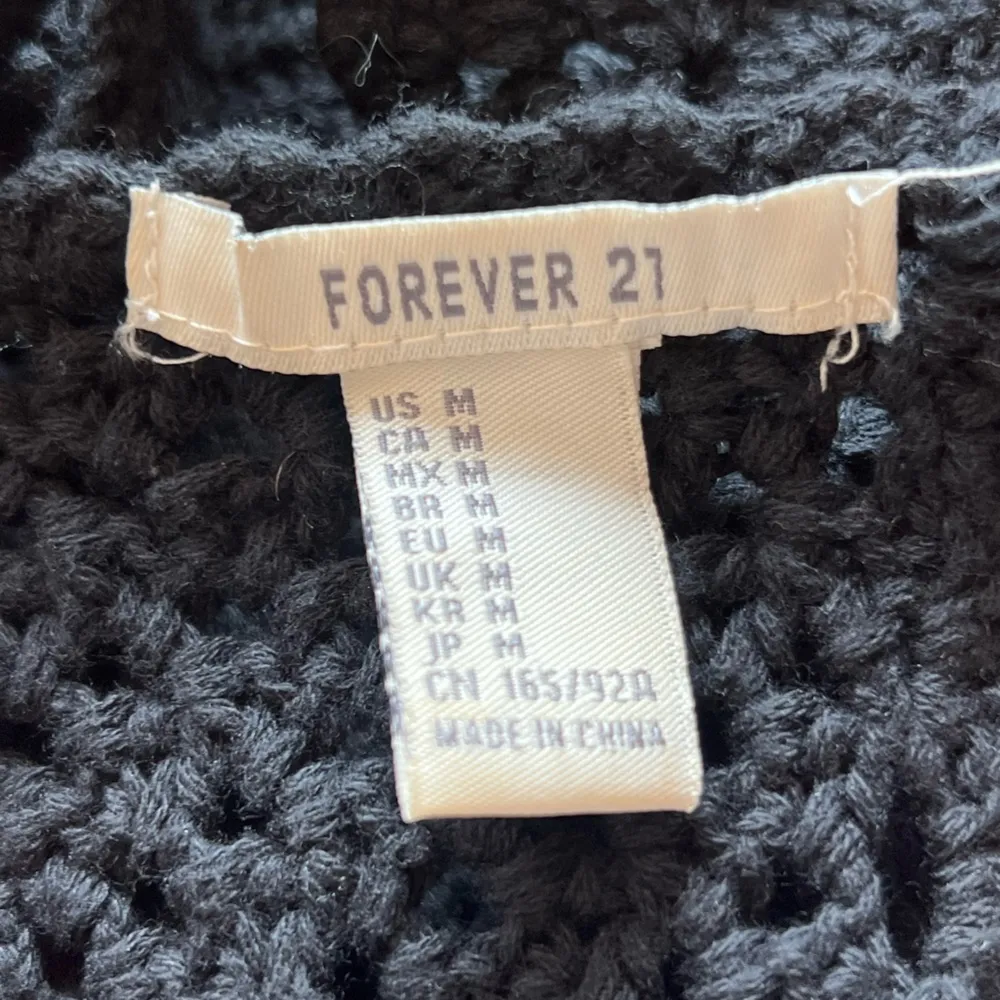 FOREVER 21
US M
CA M
MX M
BR M
EU M
UK M
KR M
JP M
CN 165/92A
MADE IN CHINA